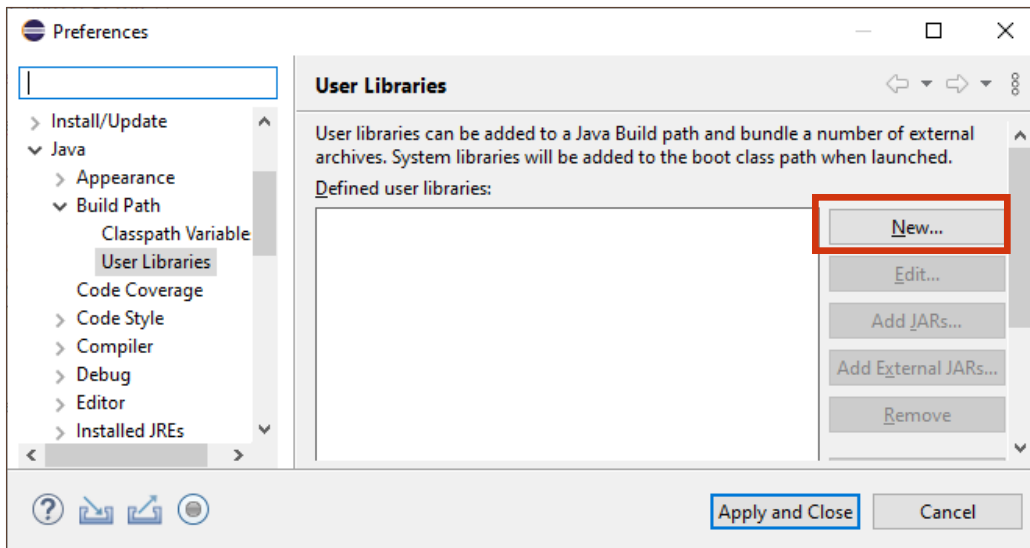 Preferences
User Libraries
Install/Update
Java
Appearance
Build Path
Classpath Variable
User Libraries
Code Coverage
Code Style
Compiler
Debug
Editor
Installed JREs
User libraries can be added to a Java Build path and bundle a number of external
archives. System libraries will be added to the boot class path when launched.
Defined user libraries:
New...
Edit...
Add JARs...
Add External JARs...
Remove
Apply and Close
Cancel